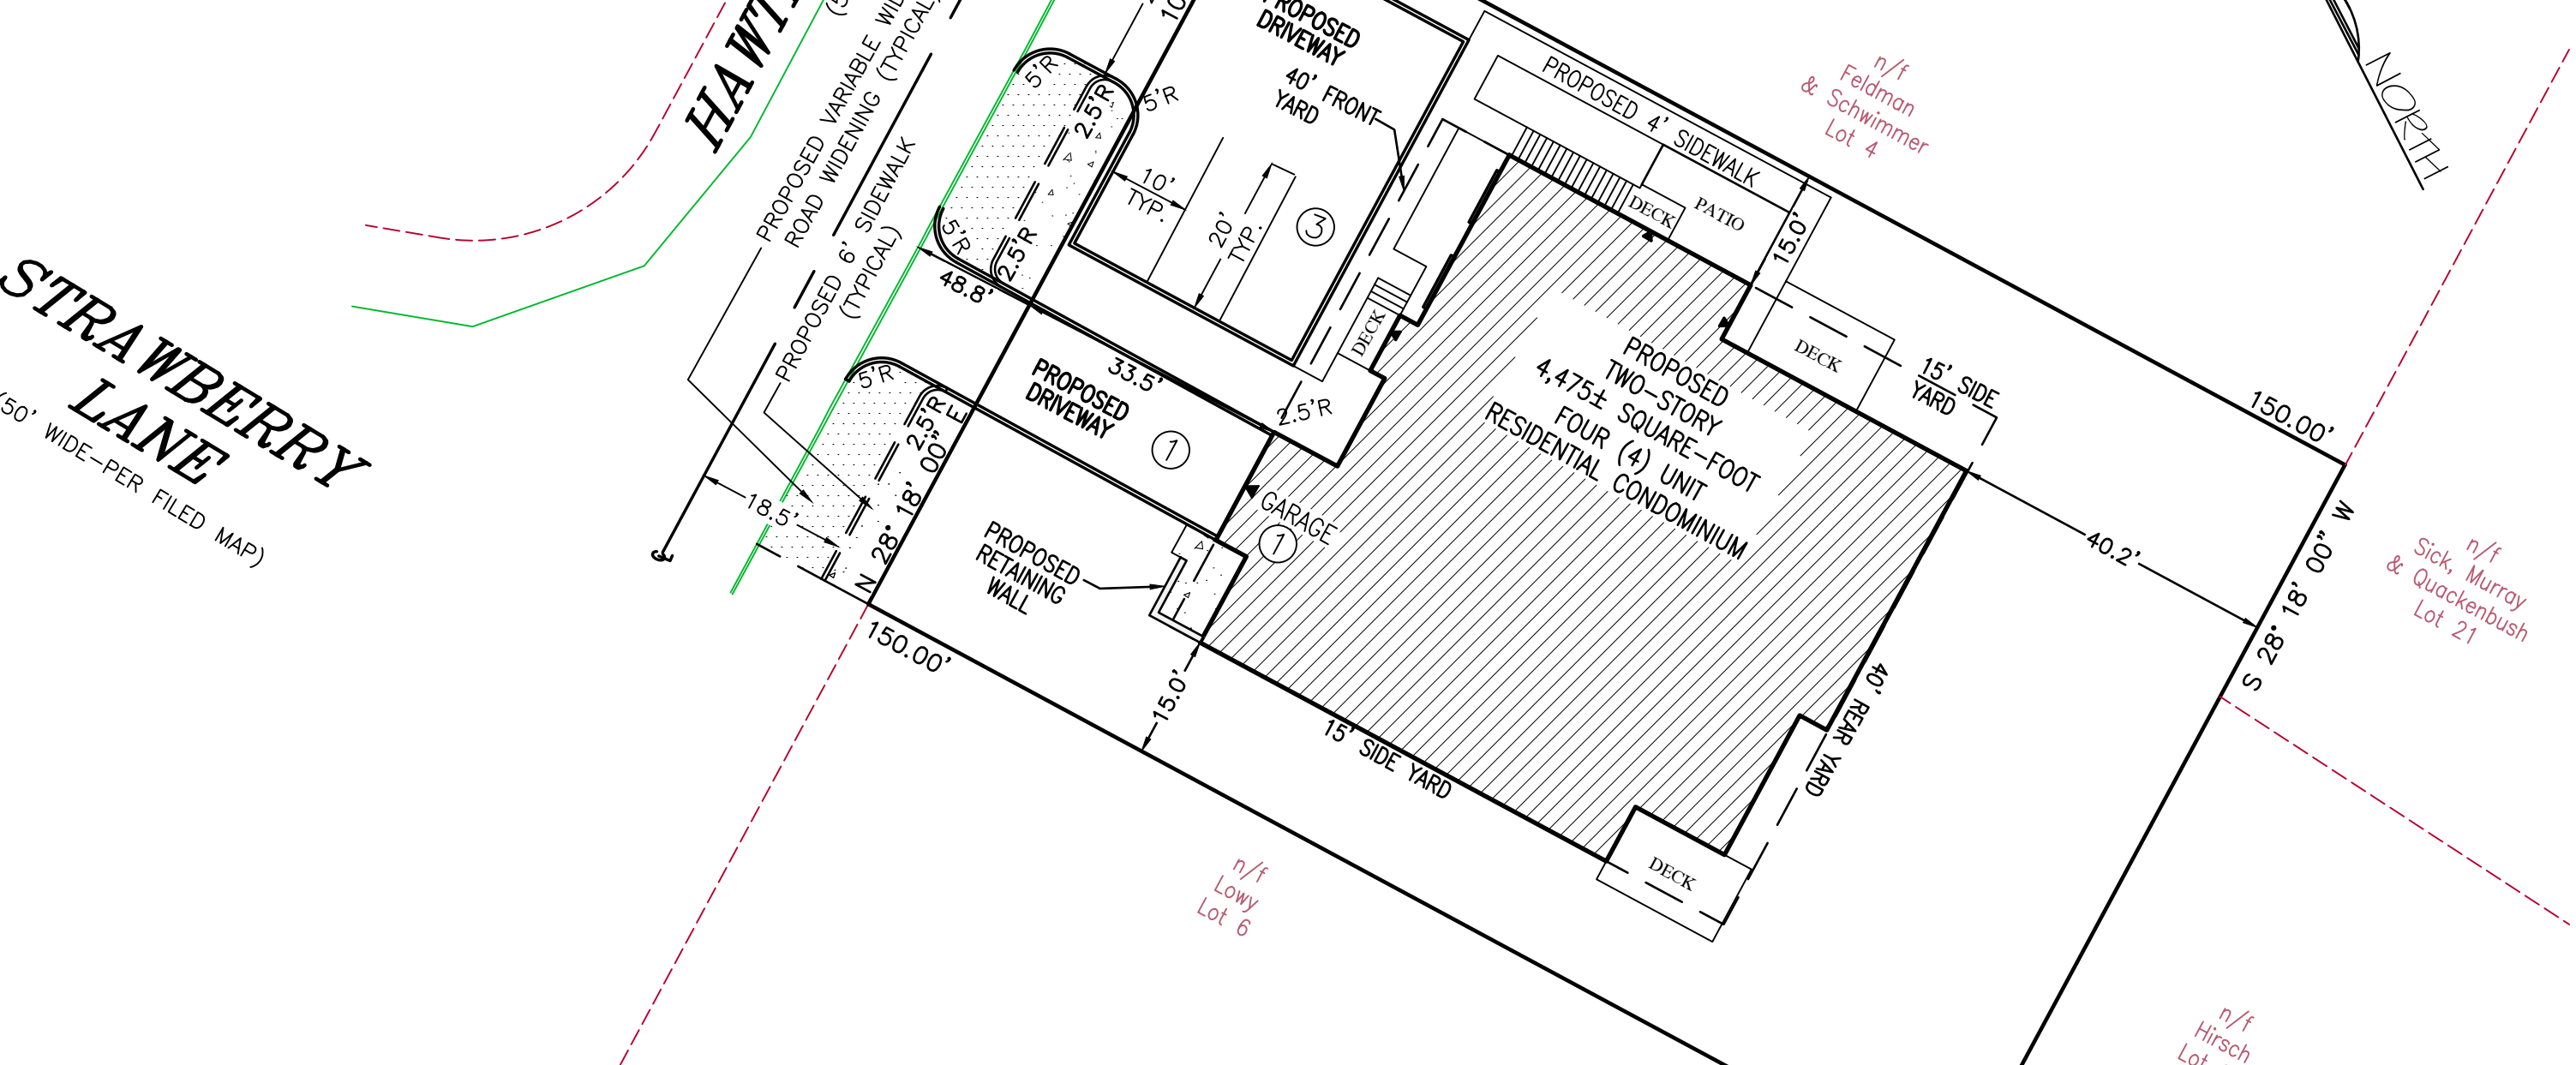 STRAWBERRY
LANE
WIDE–PER FILED MAP)
PROPOSED VARIABLE
ROAD WIDENING (TYPICAL)
PROPOSED 6' SIDEWALK
(TYPICAL)
5'R
2.5'R
5'R
5'R
2.5'R
48.8'
5'R
2.5'R
18.5'
N 28° 18' 00" E
PROPOSED
DRIVEWAY
40' FRONT
YARD
10'
TYP.
20'
TYP.
3
33.5'
PROPOSED
DRIVEWAY
1
2.5'R
GARAGE
1
PROPOSED
RETAINING
WALL
150.00'
15.0'
15' SIDE YARD
PROPOSED 4' SIDEWALK
DECK
PATIO
15.0'
DECK
DECK
15' SIDE
YARD
PROPOSED
TWO–STORY
4,475± SQUARE–FOOT
FOUR (4) UNIT
RESIDENTIAL CONDOMINIUM
40' REAR YARD
DECK
40.2'
150.00'
S 28° 18' 00" W
NORTH
n/f
Feldman
& Schwimmer
Lot 4
n/f
Sick, Murray
& Quackenbush
Lot 21
n/f
Lowy
Lot 6
n/f
Hirsch
Lot